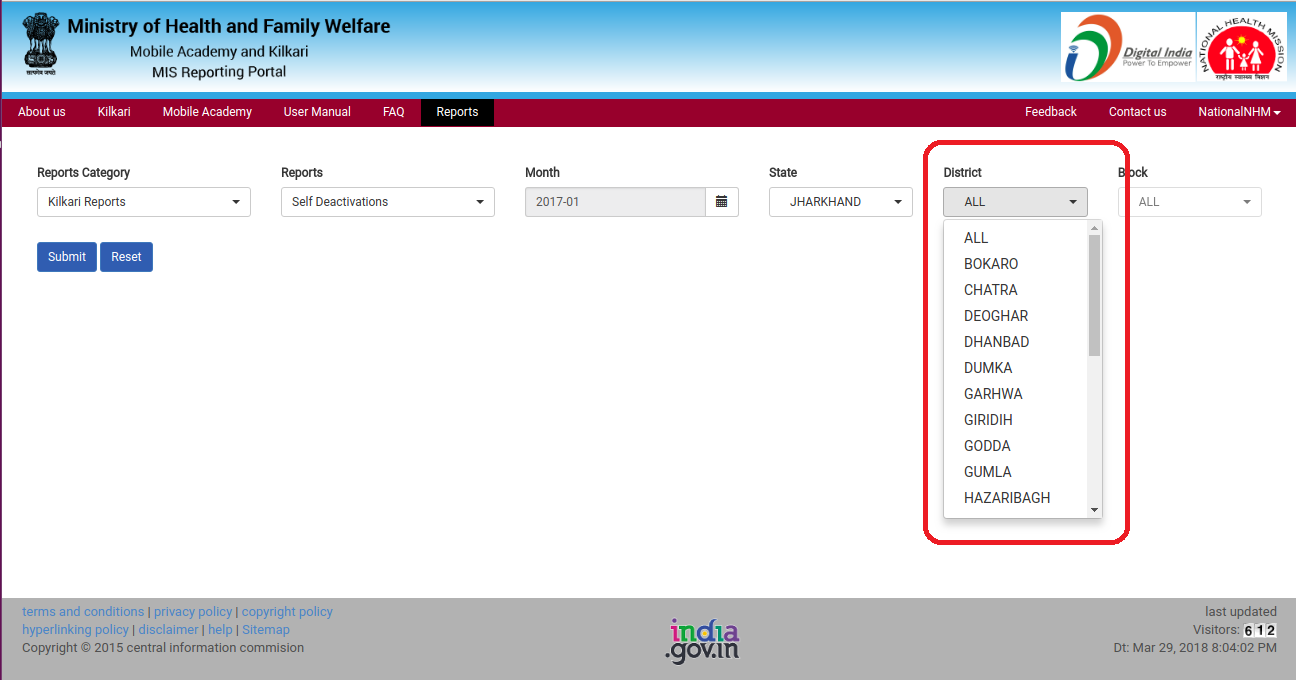 Ministry of Health and Family Welfare
Mobile Academy and Kilkari
MIS Reporting Portal
सत्यमेव जयते
Digital India
Power To Empower
NATIONAL HEALTH MISSION
राष्ट्रीय स्वास्थ्य मिशन
About us Kilkari Mobile Academy User Manual FAQ Reports Feedback Contact us NationalNHM
Reports Category Reports Month State District Block
Kilkari Reports Self Deactivations 2017-01 JHARKHAND ALL ALL
Submit Reset
ALL
BOKARO
CHATRA
DEOGHAR
DHANBAD
DUMKA
GARHWA
GIRIDIH
GODDA
GUMLA
HAZARIBAGH
terms and conditions | privacy policy | copyright policy
hyperlinking policy | disclaimer | help | Sitemap
Copyright © 2015 central information commision
india
.gov.in
last updated
Visitors: 612
Dt: Mar 29, 2018 8:04:02 PM